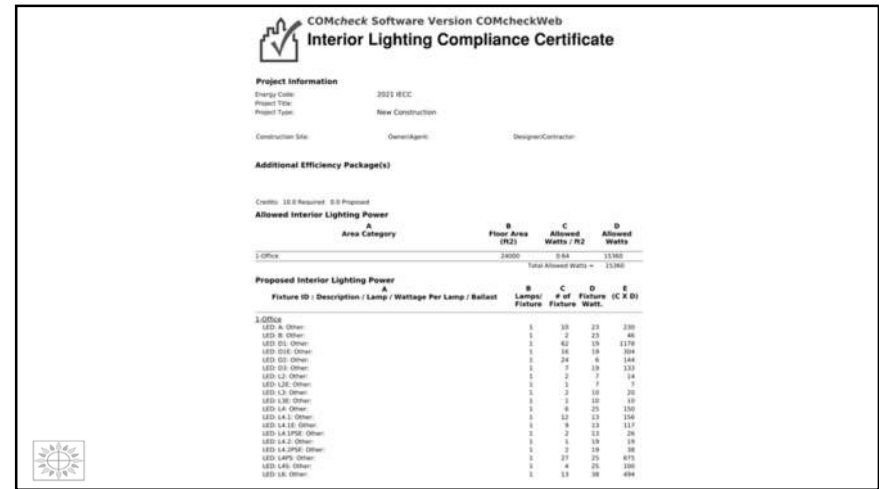 COMcheck Software Version COMcheckWeb
Interior Lighting Compliance Certificate
Project Information
Energy Code: 2021 IECC
Project Title:
Project Type: New Construction
Construction Site: Owner/Agent: Designer/Contractor:
Additional Efficiency Package(s)
Credits: 10.0 Required 0.0 Proposed
Allowed Interior Lighting Power
A B C D
Area Category Floor Area Allowed Allowed
(ft2) Watts / ft2 Watts
1-Office 24000 0.64 15360
Total Allowed Watts = 15360
Proposed Interior Lighting Power
A B C D E
Fixture ID : Description / Lamp / Wattage Per Lamp / Ballast Lamps/ # of Fixture (C X D)
Fixture Fixture Watt.
1-Office
LED: A: Other: 1 10 23 230
LED: B: Other: 1 2 23 46
LED: D1: Other: 1 62 19 1178
LED: D1E: Other: 1 16 19 304
LED: D2: Other: 1 24 6 144
LED: D3: Other: 1 7 19 133
LED: L2: Other: 1 2 7 14
LED: L2E: Other: 1 1 7 7
LED: L3: Other: 1 2 10 20
LED: L3E: Other: 1 1 10 10
LED: L4: Other: 1 6 25 150
LED: L4.1: Other: 1 12 13 156
LED: L4.1E: Other: 1 9 13 117
LED: L4.1PSE: Other: 1 2 13 26
LED: L4.2: Other: 1 1 19 19
LED: L4.2PSE: Other: 1 2 19 38
LED: L4PS: Other: 1 27 25 675
LED: L4S: Other: 1 4 25 100
LED: L6: Other: 1 13 38 494